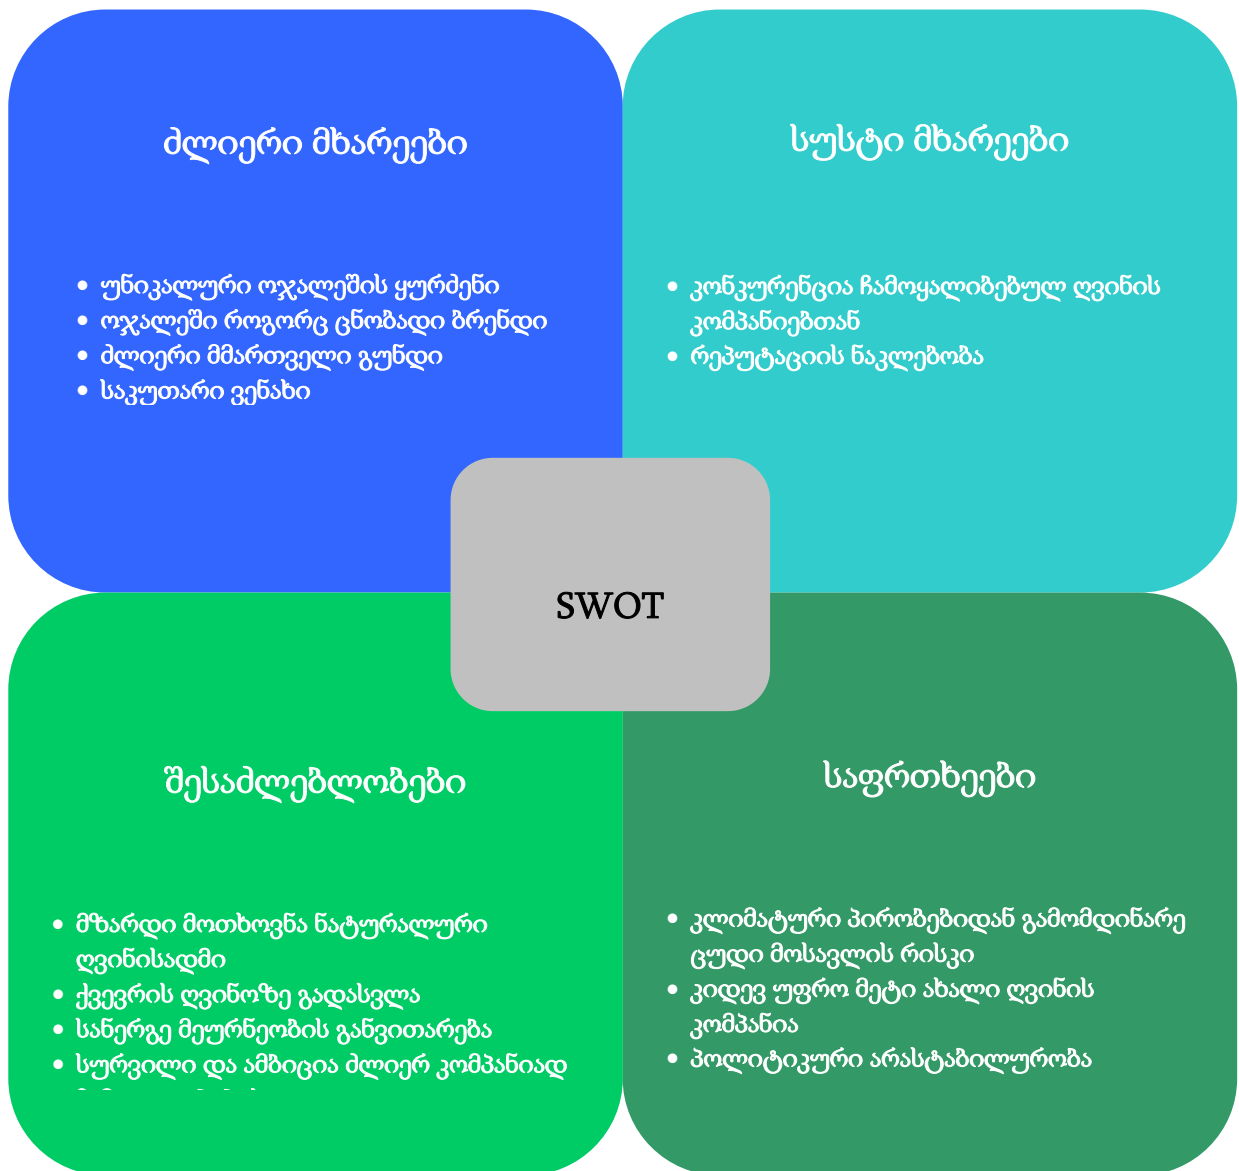 ძლიერი მხარეები
• უნიკალური ოჯალეშის ყურძენი
• ოჯალეში როგორც ცნობადი ბრენდი
• ძლიერი მმართველი გუნდი
• საკუთარი ვენახი
სუსტი მხარეები
• კონკურენცია ჩამოყალიბებულ ღვინის
კომპანიებთან
• რეპუტაციის ნაკლებობა
SWOT
შესაძლებლობები
• მზარდი მოთხოვნა ნატურალური
ღვინისადმი
• ქვევრის ღვინოზე გადასვლა
• სანერგე მეურნეობის განვითარება
• სურვილი და ამბიცია ძლიერ კომპანიად
საფრთხეები
• კლიმატური პირობებიდან გამომდინარე
ცუდი მოსავლის რისკი
• კიდევ უფრო მეტი ახალი ღვინის
კომპანია
• პოლიტიკური არასტაბილურობა